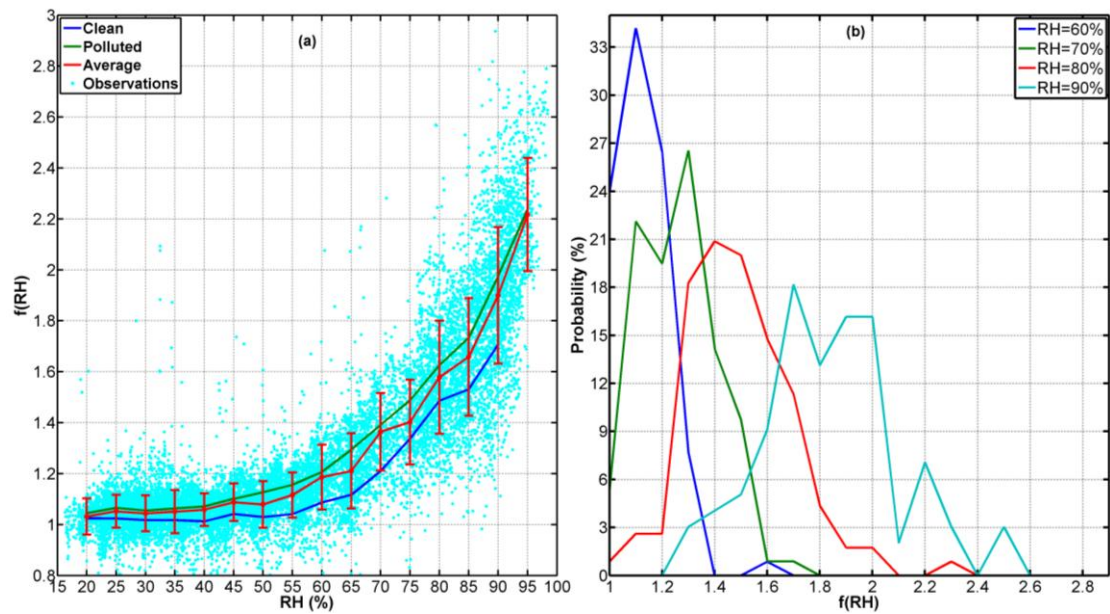 (a)
Clean
Polluted
Average
Observations
f(RH)
3
2.8
2.6
2.4
2.2
2
1.8
1.6
1.4
1.2
1
0.8
15 20 25 30 35 40 45 50 55 60 65 70 75 80 85 90 95 100
RH (%)
(b)
RH=60%
RH=70%
RH=80%
RH=90%
Probability (%)
33
30
27
24
21
18
15
12
9
6
3
0
1 1.2 1.4 1.6 1.8 2 2.2 2.4 2.6 2.8
f(RH)